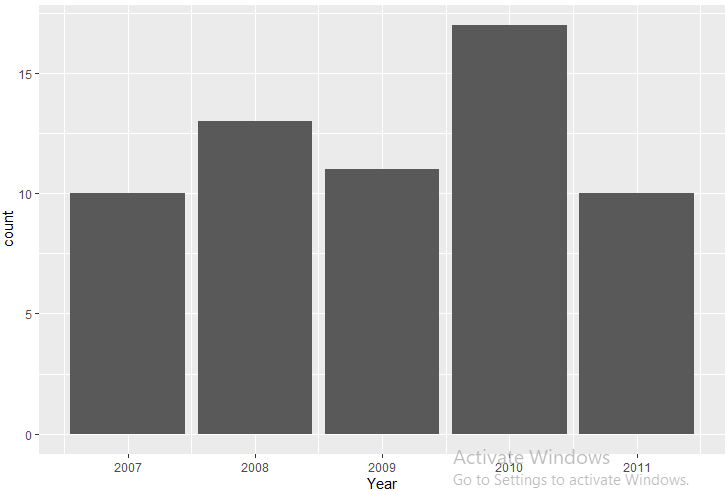 15
10
5
0
count
2007 2008 2009 2010 2011
Year
Activate Windows
Go to Settings to activate Windows.